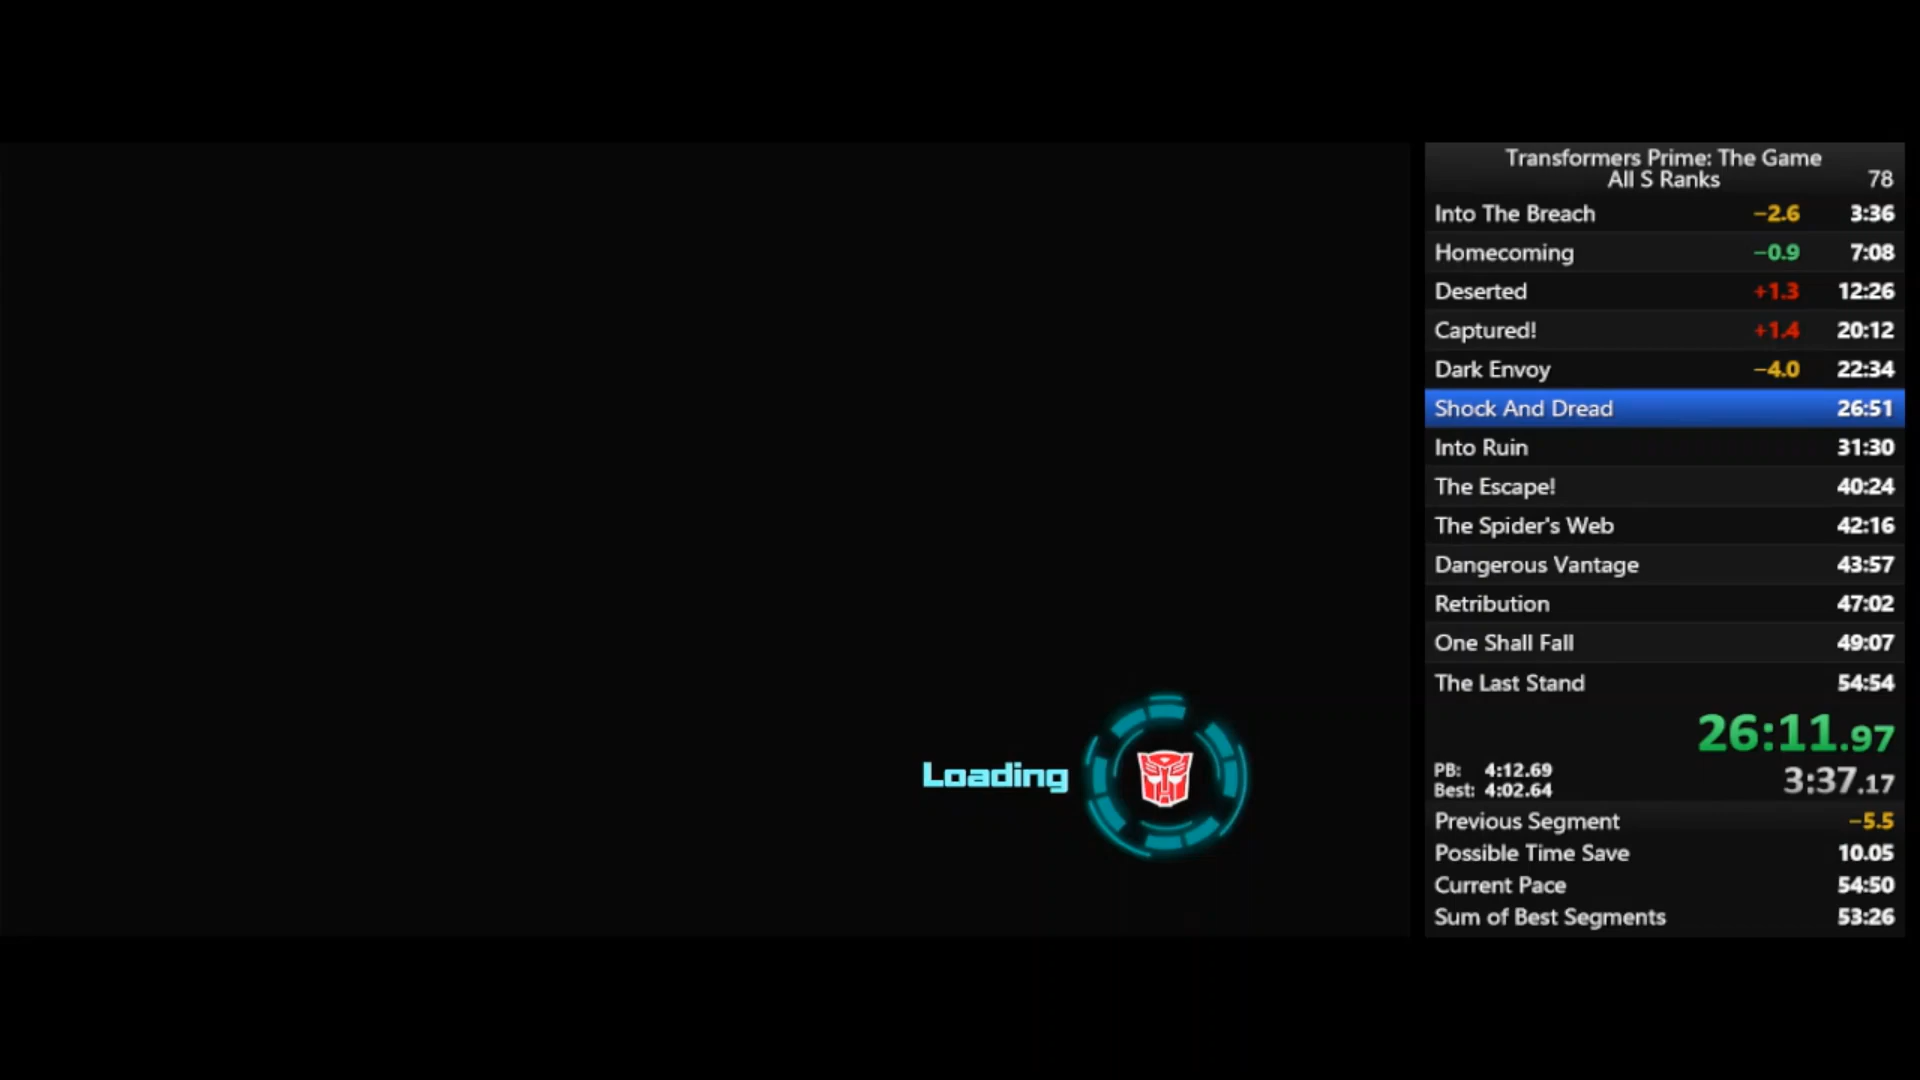 Transformers Prime: The Game
All S Ranks 78
Into The Breach −2.6 3:36
Homecoming −0.9 7:08
Deserted +1.3 12:26
Captured! +1.4 20:12
Dark Envoy −4.0 22:34
Shock And Dread 26:51
Into Ruin 31:30
The Escape! 40:24
The Spider's Web 42:16
Dangerous Vantage 43:57
Retribution 47:02
One Shall Fall 49:07
The Last Stand 54:54
26:11.97
PB: 4:12.69
Best: 4:02.64
3:37.17
Previous Segment −5.5
Possible Time Save 10.05
Current Pace 54:50
Sum of Best Segments 53:26
Loading